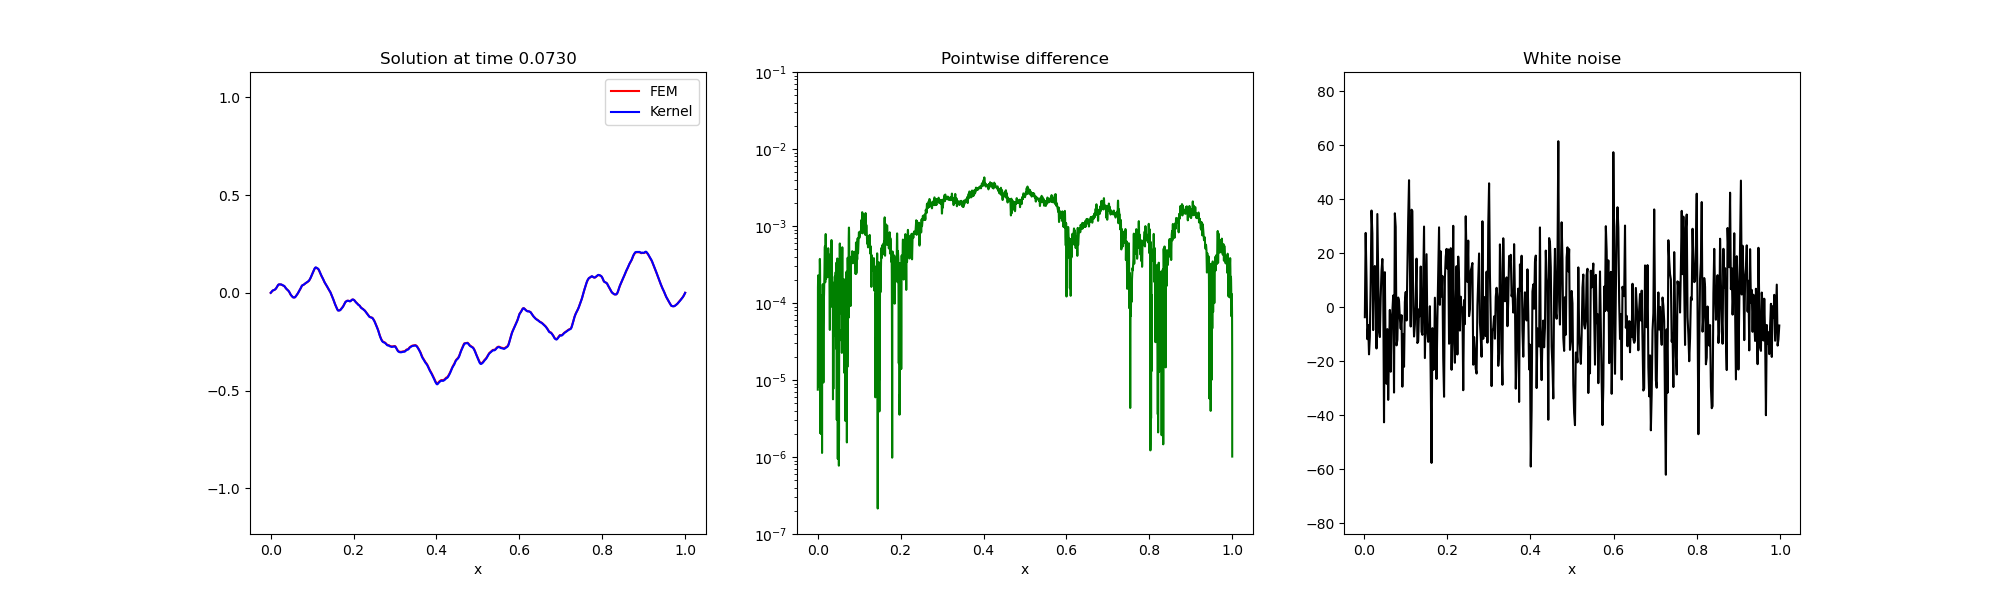 Solution at time 0.0730
FEM
Kernel
1.0
0.5
0.0
−0.5
−1.0
0.0 0.2 0.4 0.6 0.8 1.0
x
Pointwise difference
10⁻¹
10⁻²
10⁻³
10⁻⁴
10⁻⁵
10⁻⁶
10⁻⁷
0.0 0.2 0.4 0.6 0.8 1.0
x
White noise
80
60
40
20
0
−20
−40
−60
−80
0.0 0.2 0.4 0.6 0.8 1.0
x